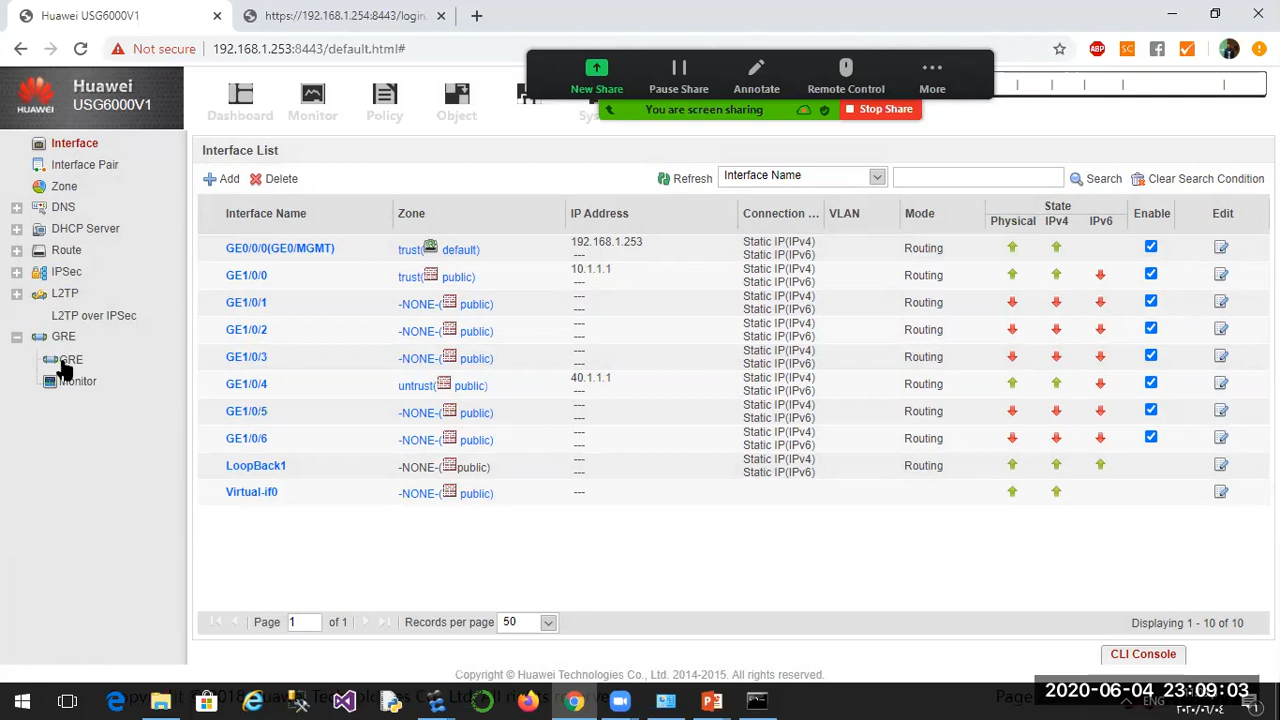 Huawei USG6000V1
https://192.168.1.254:8443/login.
Not secure
192.168.1.253:8443/default.html#
ABP
SC
New Share
Pause Share
Annotate
Remote Control
More
You are screen sharing
Stop Share
HUAWEI
Huawei
USG6000V1
Dashboard
Monitor
Policy
Object
Sys
Interface
Interface Pair
Zone
DNS
DHCP Server
Route
IPSec
L2TP
L2TP over IPSec
GRE
GRE
Monitor
Interface List
Add
Delete
Refresh
Interface Name
Search
Clear Search Condition
Interface Name Zone IP Address Connection ... VLAN Mode State Enable Edit
Physical IPv4 IPv6
GE0/0/0(GE0/MGMT) trust( default) 192.168.1.253 Static IP(IPv4) Routing
--- Static IP(IPv6)
GE1/0/0 trust( public) 10.1.1.1 Static IP(IPv4) Routing
--- Static IP(IPv6)
GE1/0/1 -NONE-( public) --- Static IP(IPv4) Routing
--- Static IP(IPv6)
GE1/0/2 -NONE-( public) --- Static IP(IPv4) Routing
--- Static IP(IPv6)
GE1/0/3 -NONE-( public) --- Static IP(IPv4) Routing
--- Static IP(IPv6)
GE1/0/4 untrust( public) 40.1.1.1 Static IP(IPv4) Routing
--- Static IP(IPv6)
GE1/0/5 -NONE-( public) --- Static IP(IPv4) Routing
--- Static IP(IPv6)
GE1/0/6 -NONE-( public) --- Static IP(IPv4) Routing
--- Static IP(IPv6)
LoopBack1 -NONE-( public) --- Static IP(IPv4) Routing
--- Static IP(IPv6)
Virtual-if0 -NONE-( public) ---
Page 1 of 1
Records per page 50
Displaying 1 - 10 of 10
CLI Console
Copyright © Huawei Technologies Co., Ltd. 2014-2015. All rights reserved.
2020-06-04 23:09:03
ENG
٢٠٢٠/٠٦/٠٤